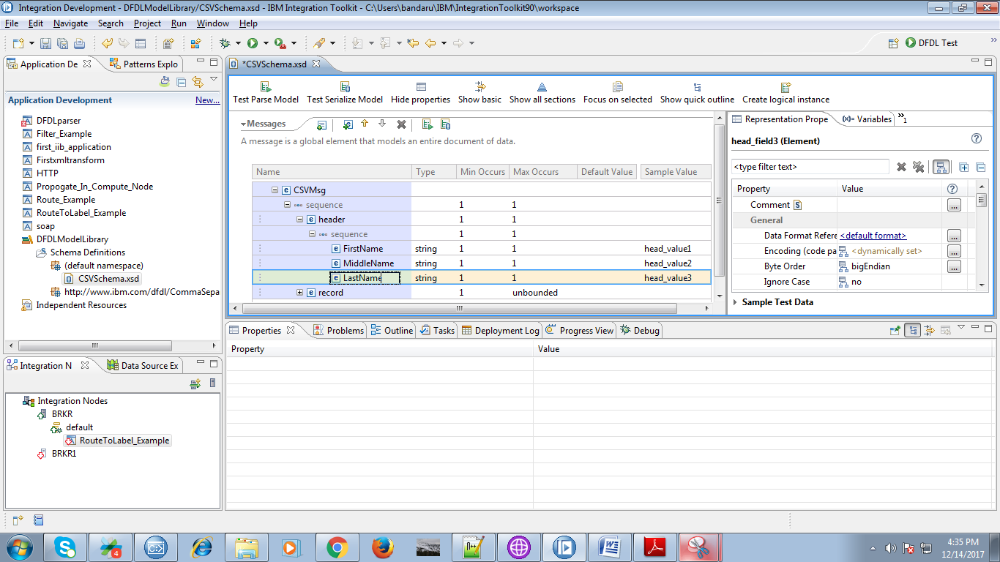 Integration Development - DFDLModelLibrary/CSVSchema.xsd - IBM Integration Toolkit - C:\Users\bandaru\IBM\IntegrationToolkit90\workspace
File Edit Navigate Search Project Run Window Help
DFDL Test
Application De
Patterns Explo
Application Development
New...
DFDLparser
Filter_Example
first_iib_application
Firstxmltransform
HTTP
Propogate_In_Compute_Node
Route_Example
RouteToLabel_Example
soap
DFDLModelLibrary
Schema Definitions
(default namespace)
CSVSchema.xsd
http://www.ibm.com/dfdl/CommaSepa
Independent Resources
Integration N
Data Source Ex
Integration Nodes
BRKR
default
RouteToLabel_Example
BRKR1
*CSVSchema.xsd
Test Parse Model Test Serialize Model Hide properties Show basic Show all sections Focus on selected Show quick outline Create logical instance
Messages
A message is a global element that models an entire document of data.
Name Type Min Occurs Max Occurs Default Value Sample Value
CSVMsg
sequence 1 1
header 1 1
sequence 1 1
FirstName string 1 1 head_value1
MiddleName string 1 1 head_value2
LastName string 1 1 head_value3
record 1 unbounded
Representation Prope
(x)= Variables
»1
head_field3 (Element)
<type filter text>
Property Value
Comment
General
Data Format Refere <default format>
Encoding (code pa <dynamically set>
Byte Order bigEndian
Ignore Case no
Sample Test Data
Properties Problems Outline Tasks Deployment Log Progress View Debug
Property Value
4
4:35 PM
12/14/2017